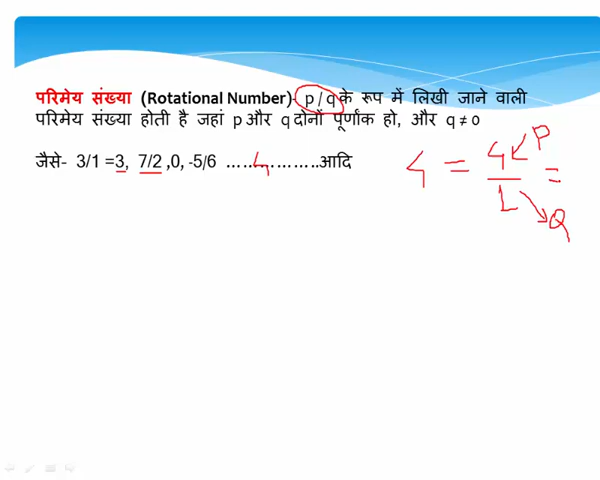 परिमेय संख्या (Rotational Number)- p / q के रूप में लिखी जाने वाली
परिमेय संख्या होती है जहां p और q दोनों पूर्णांक हो, और q ≠ 0
जैसे- 3/1 =3, 7/2 ,0, -5/6 ...................आदि
4
4 = 4/1 =
P
Q